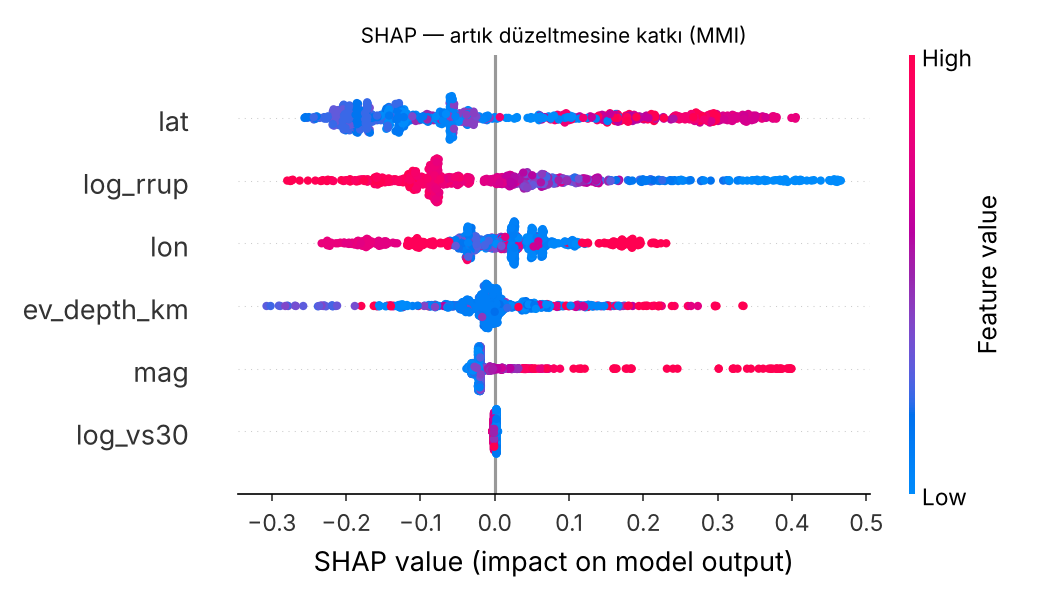 SHAP — artık düzeltmesine katkı (MMI)
High
lat
log_rrup
lon
ev_depth_km
mag
log_vs30
Feature value
Low
−0.3 −0.2 −0.1 0.0 0.1 0.2 0.3 0.4 0.5
SHAP value (impact on model output)